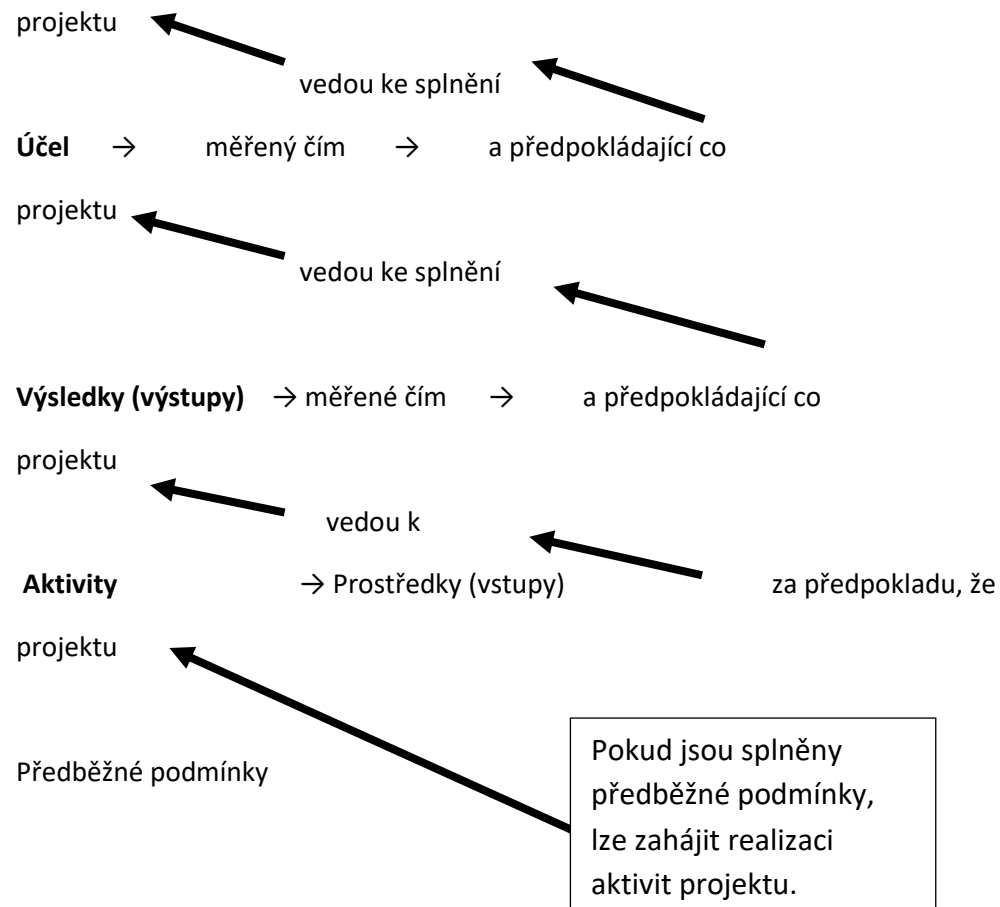 projektu
vedou ke splnění
Účel → měřený čím → a předpokládající co
projektu
vedou ke splnění
Výsledky (výstupy) → měřené čím → a předpokládající co
projektu
vedou k
Aktivity → Prostředky (vstupy) za předpokladu, že
projektu
Předběžné podmínky
Pokud jsou splněny
předběžné podmínky,
lze zahájit realizaci
aktivit projektu.